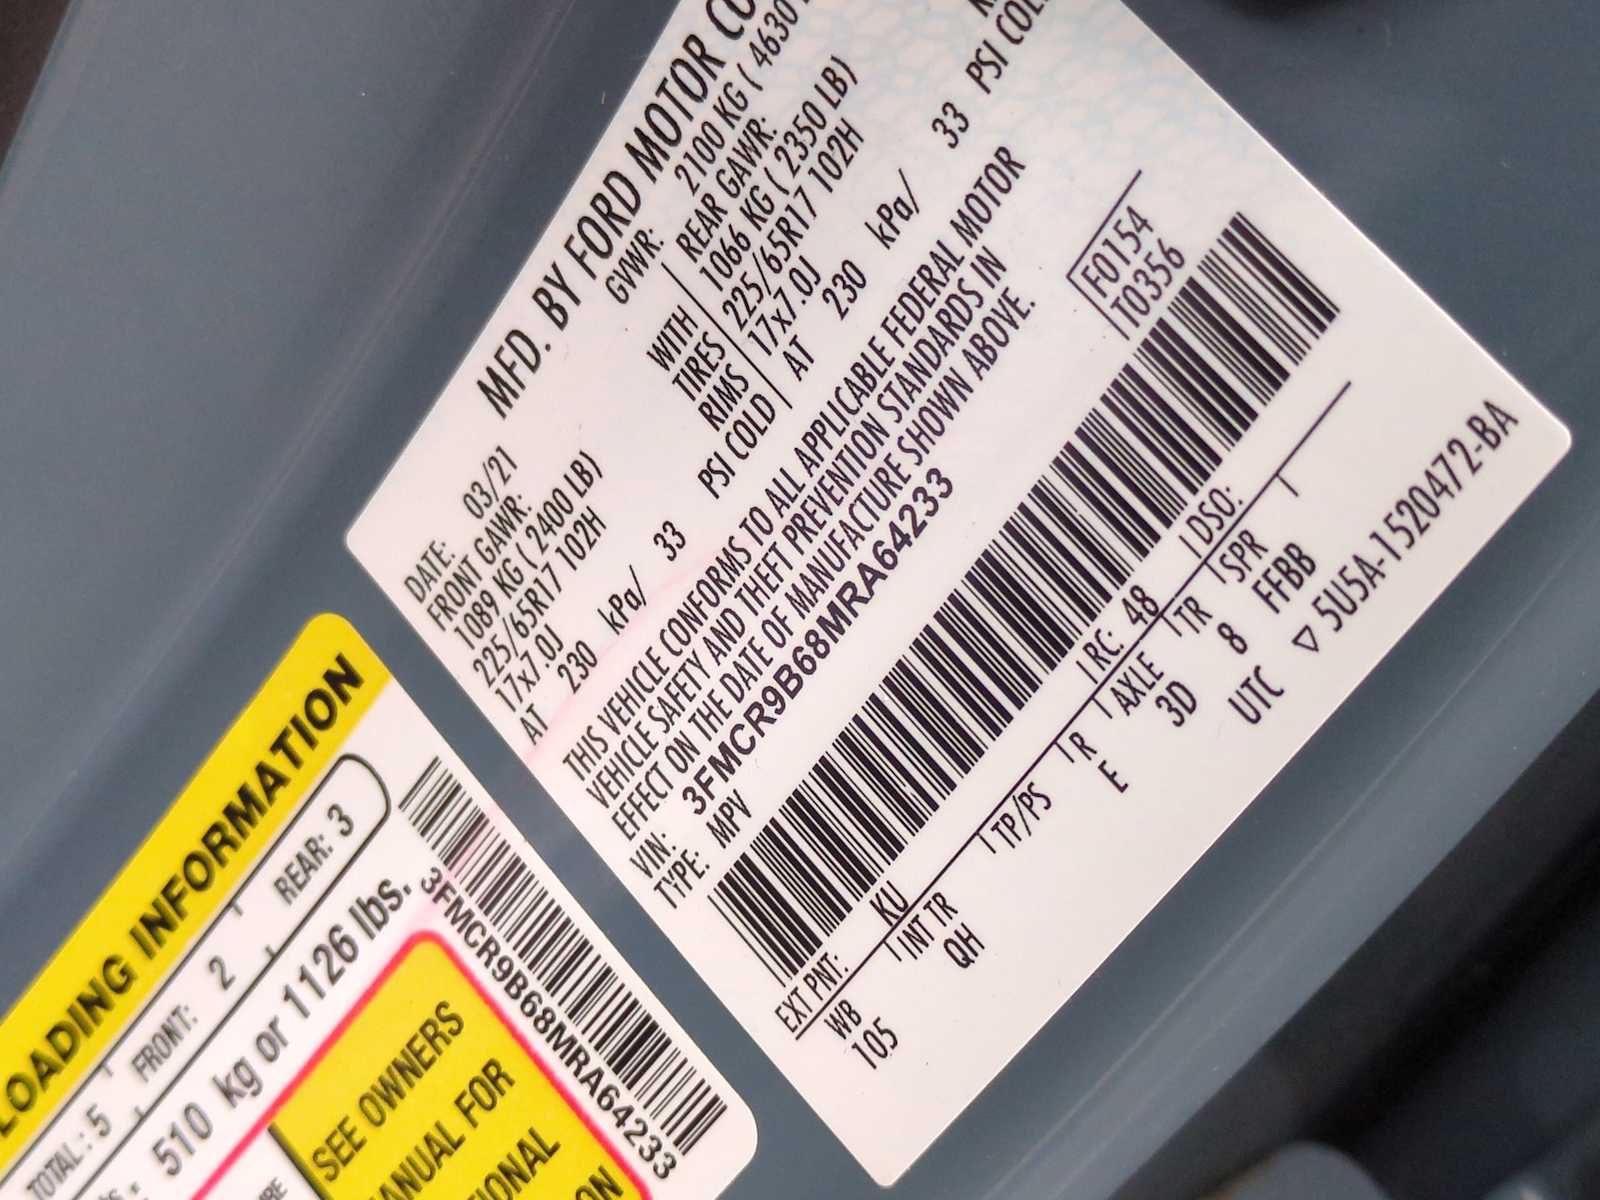 MFD. BY FORD MOTOR CO
DATE: 03/21 GVWR: 2100 KG ( 4630
FRONT GAWR: REAR GAWR:
1089 KG ( 2400 LB) WITH 1066 KG ( 2350 LB)
225/65R17 102H TIRES 225/65R17 102H
17x7.0J RIMS 17x7.0J
AT 230 kPa/ 33 PSI COLD AT 230 kPa/ 33 PSI COL
THIS VEHICLE CONFORMS TO ALL APPLICABLE FEDERAL MOTOR
VEHICLE SAFETY AND THEFT PREVENTION STANDARDS IN
EFFECT ON THE DATE OF MANUFACTURE SHOWN ABOVE.
VIN: 3FMCR9B68MRA64233
TYPE: MPV
F0154
T0356
EXT PNT: KU RC: 48 DSO:
WB INT TR TP/PS R AXLE TR SPR
105 QH E 3D 8 FFBB
UTC ▽5U5A-1520472-BA
LOADING INFORMATION
TOTAL: 5 FRONT: 2 REAR: 3
510 kg or 1126 lbs.
SEE OWNERS
ANUAL FOR
IONAL
ON
3FMCR9B68MRA64233